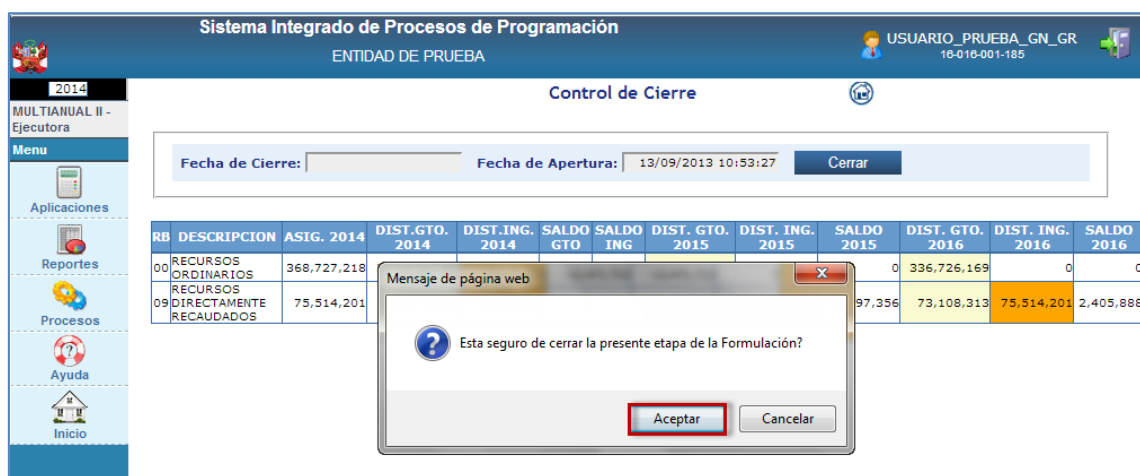 Sistema Integrado de Procesos de Programación
ENTIDAD DE PRUEBA
USUARIO_PRUEBA_GN_GR
16-016-001-185
2014
MULTIANUAL II -
Ejecutora
Menu
Aplicaciones
Reportes
Procesos
Ayuda
Inicio
Control de Cierre
Fecha de Cierre: Fecha de Apertura: 13/09/2013 10:53:27 Cerrar
RB DESCRIPCION ASIG. 2014 DIST.GTO. 2014 DIST.ING. 2014 SALDO GTO SALDO ING DIST. GTO. 2015 DIST. ING. 2015 SALDO 2015 DIST. GTO. 2016 DIST. ING. 2016 SALDO 2016
00 RECURSOS ORDINARIOS 368,727,218 0 336,726,169 0 0
09 RECURSOS DIRECTAMENTE RECAUDADOS 75,514,201 97,356 73,108,313 75,514,201 2,405,888
Mensaje de página web
Esta seguro de cerrar la presente etapa de la Formulación?
Aceptar Cancelar